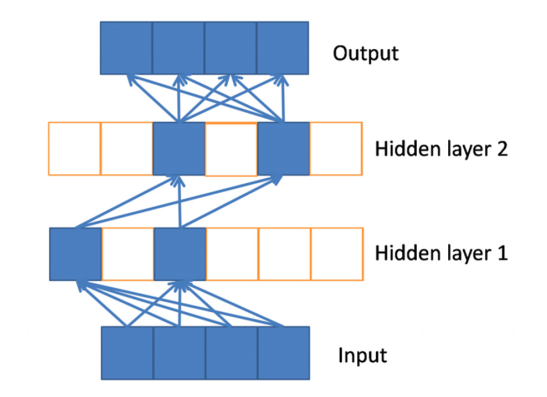 Output
Hidden layer 2
Hidden layer 1
Input